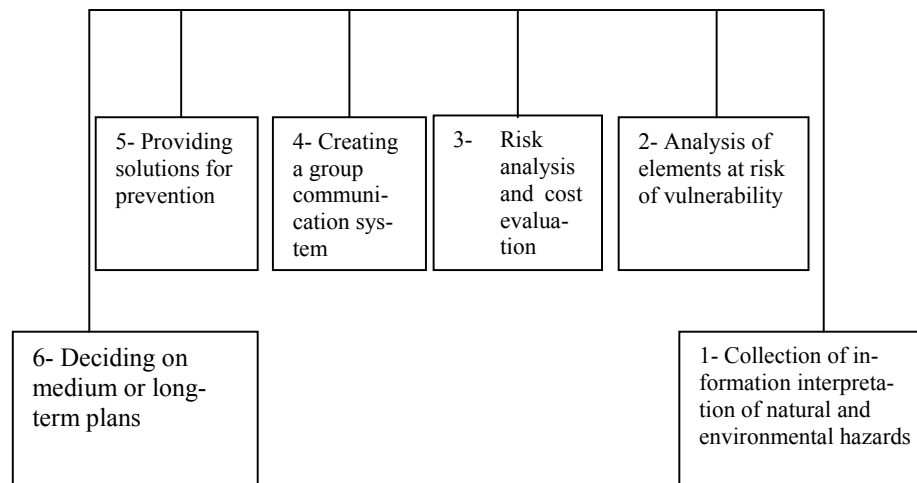 5- Providing
solutions for
prevention
4- Creating
a group
communi-
cation sys-
tem
3- Risk
analysis
and cost
evalua-
tion
2- Analysis of
elements at risk
of vulnerability
6- Deciding on
medium or long-
term plans
1- Collection of in-
formation interpreta-
tion of natural and
environmental hazards